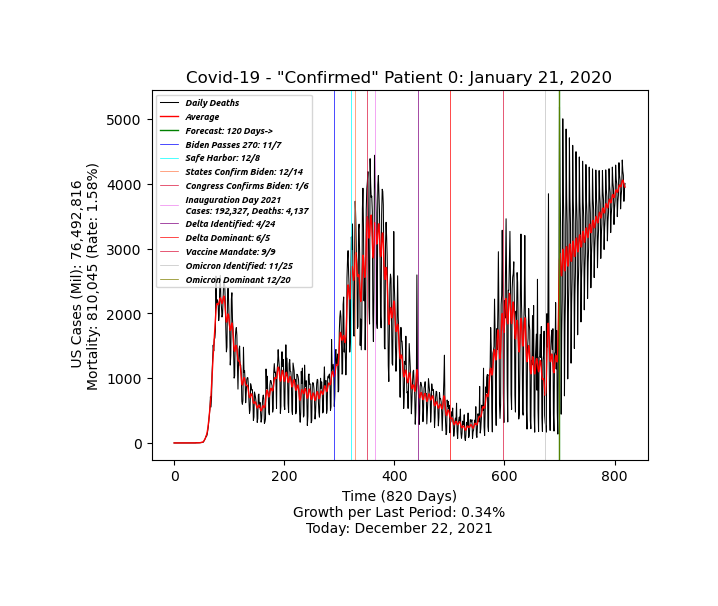 Covid-19 - "Confirmed" Patient 0: January 21, 2020
Daily Deaths
Average
Forecast: 120 Days->
Biden Passes 270: 11/7
Safe Harbor: 12/8
States Confirm Biden: 12/14
Congress Confirms Biden: 1/6
Inauguration Day 2021
Cases: 192,327, Deaths: 4,137
Delta Identified: 4/24
Delta Dominant: 6/5
Vaccine Mandate: 9/9
Omicron Identified: 11/25
Omicron Dominant 12/20
5000
4000
3000
2000
1000
0
US Cases (Mil): 76,492,816
Mortality: 810,045 (Rate: 1.58%)
0 200 400 600 800
Time (820 Days)
Growth per Last Period: 0.34%
Today: December 22, 2021